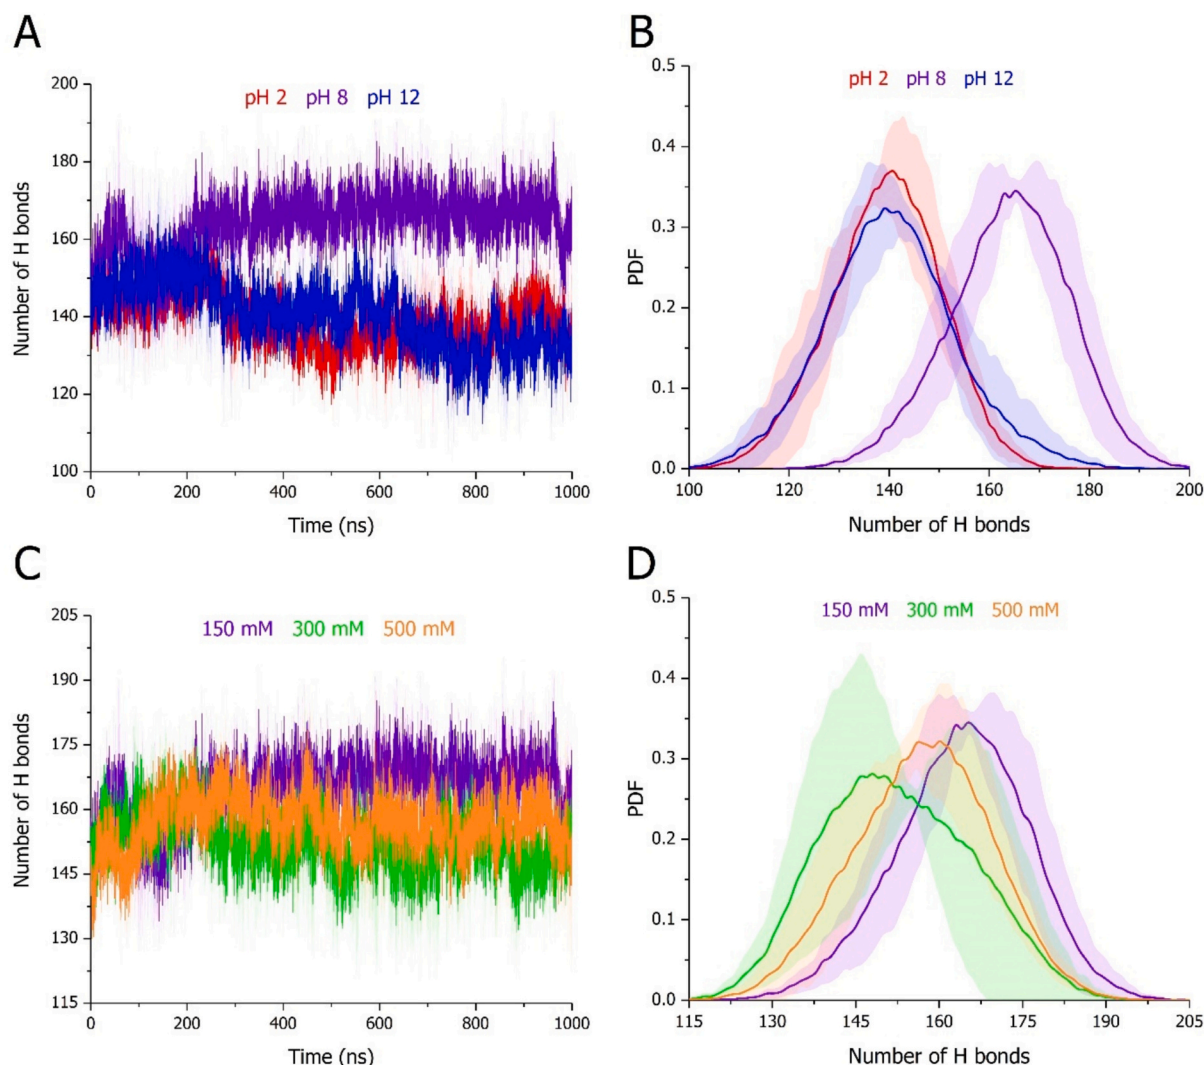 A
pH 2 pH 8 pH 12
Number of H bonds
200
180
160
140
120
100
0 200 400 600 800 1000
Time (ns)
B
pH 2 pH 8 pH 12
PDF
0.5
0.4
0.3
0.2
0.1
0.0
100 120 140 160 180 200
Number of H bonds
C
150 mM 300 mM 500 mM
Number of H bonds
205
190
175
160
145
130
115
0 200 400 600 800 1000
Time (ns)
D
150 mM 300 mM 500 mM
PDF
0.5
0.4
0.3
0.2
0.1
0.0
115 130 145 160 175 190 205
Number of H bonds